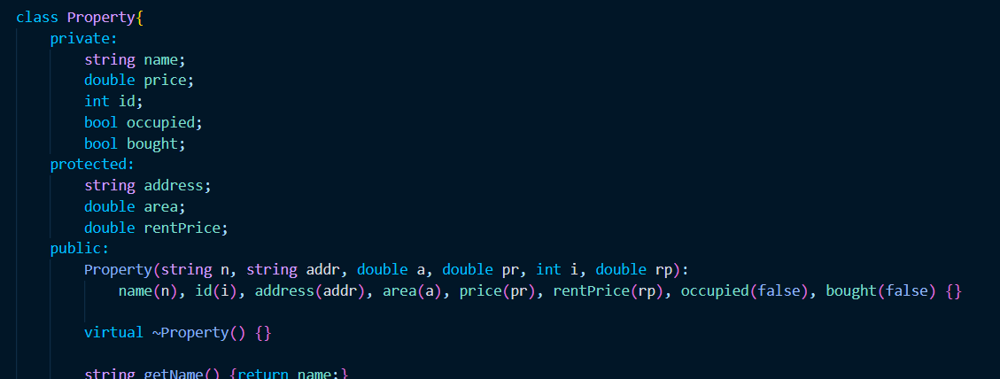 class Property{
    private:
        string name;
        double price;
        int id;
        bool occupied;
        bool bought;
    protected:
        string address;
        double area;
        double rentPrice;
    public:
        Property(string n, string addr, double a, double pr, int i, double rp):
            name(n), id(i), address(addr), area(a), price(pr), rentPrice(rp), occupied(false), bought(false) {}
        virtual ~Property() {}
        string getName() {return name;}